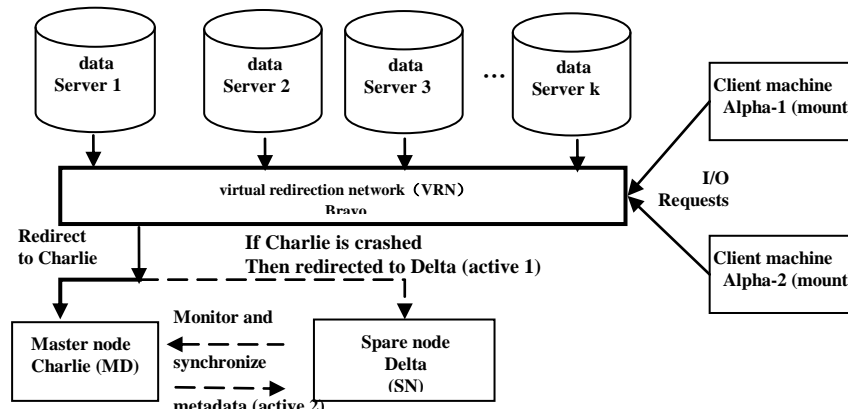 data
Server 1
data
Server 2
data
Server 3
...
data
Server k
Client machine
Alpha-1 (mount
virtual redirection network（VRN）
Bravo
I/O
Requests
Redirect
to Charlie
If Charlie is crashed
Then redirected to Delta (active 1)
Client machine
Alpha-2 (mount
Master node
Charlie (MD)
Monitor and
synchronize
metadata (active 2)
Spare node
Delta
(SN)